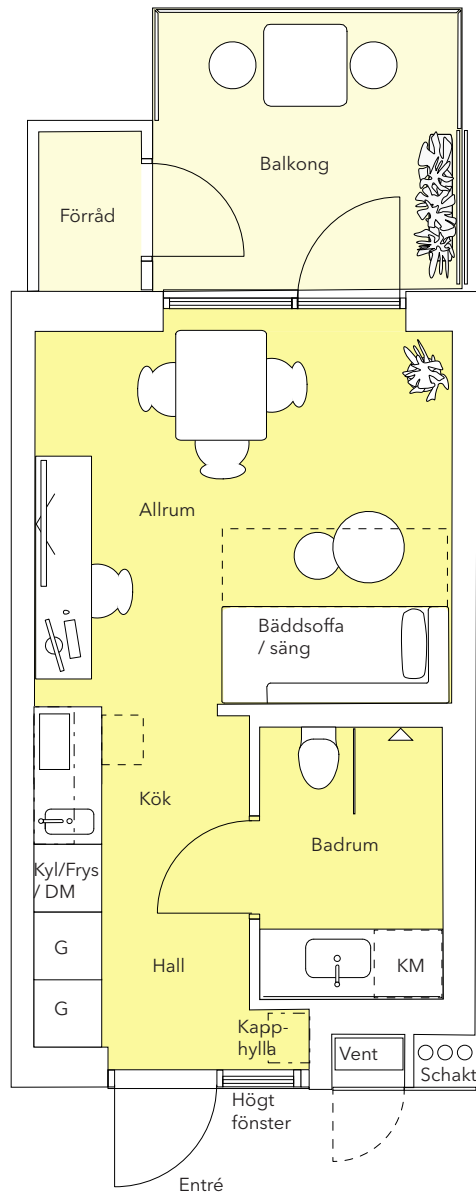 Balkong
Förråd
Allrum
Bäddsoffa
/ säng
Kök
Badrum
Kyl/Frys
/ DM
G
Hall
KM
G
Kapp-
hylla
Vent
Schakt
Högt
fönster
Entré